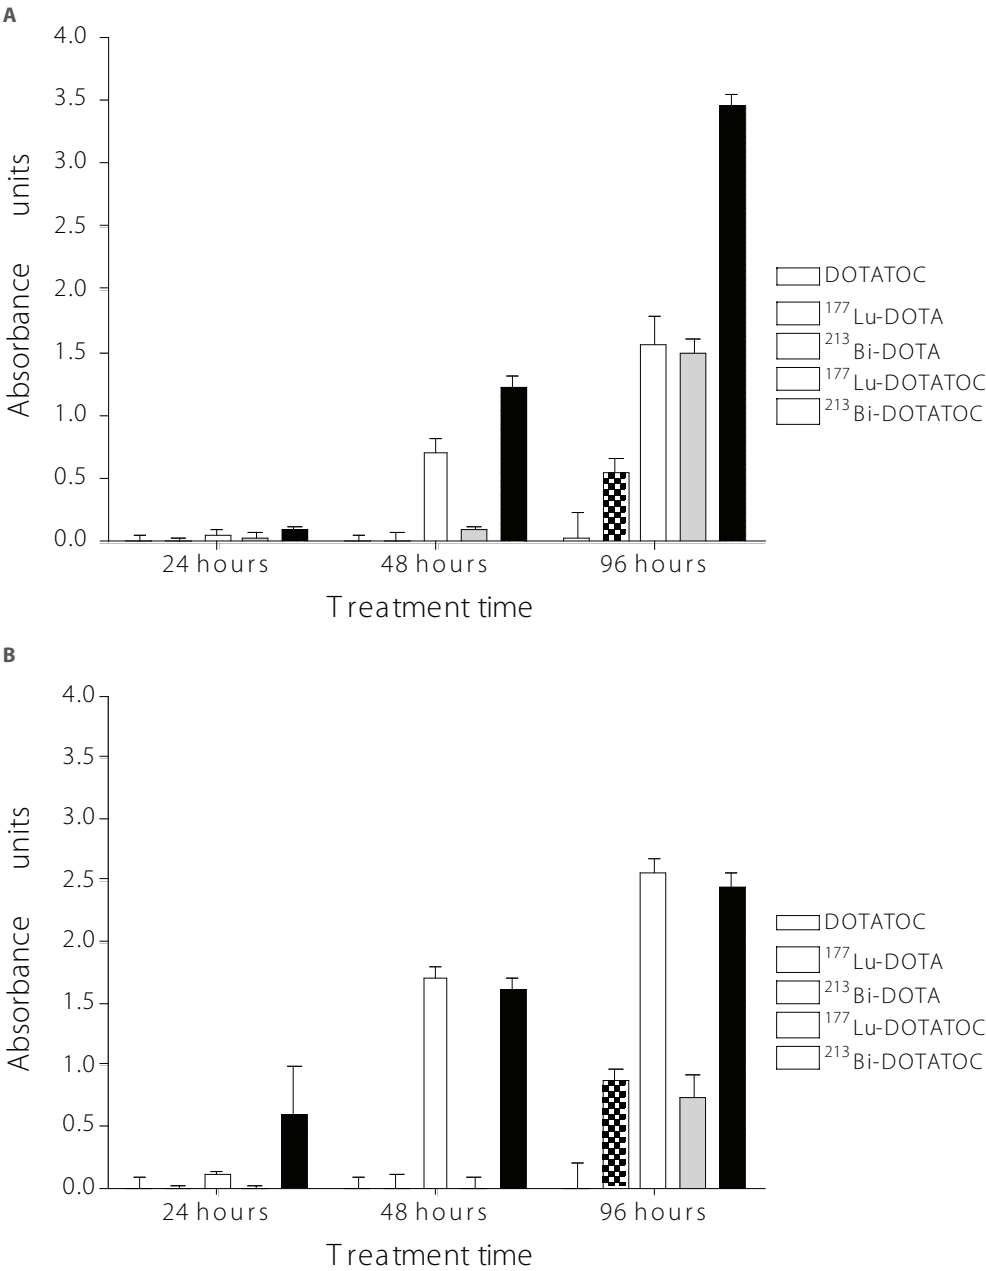 A
4.0
3.5
3.0
2.5
2.0
1.5
1.0
0.5
0.0
Absorbance units
24 hours 48 hours 96 hours
Treatment time
DOTATOC
177Lu-DOTA
213Bi-DOTA
177Lu-DOTATOC
213Bi-DOTATOC
B
4.0
3.5
3.0
2.5
2.0
1.5
1.0
0.5
0.0
Absorbance units
24 hours 48 hours 96 hours
Treatment time
DOTATOC
177Lu-DOTA
213Bi-DOTA
177Lu-DOTATOC
213Bi-DOTATOC